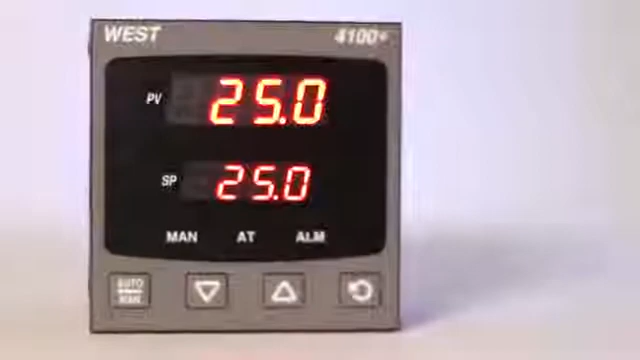 WEST 4100+
PV 25.0
SP 25.0
MAN AT ALM
AUTO
MAN